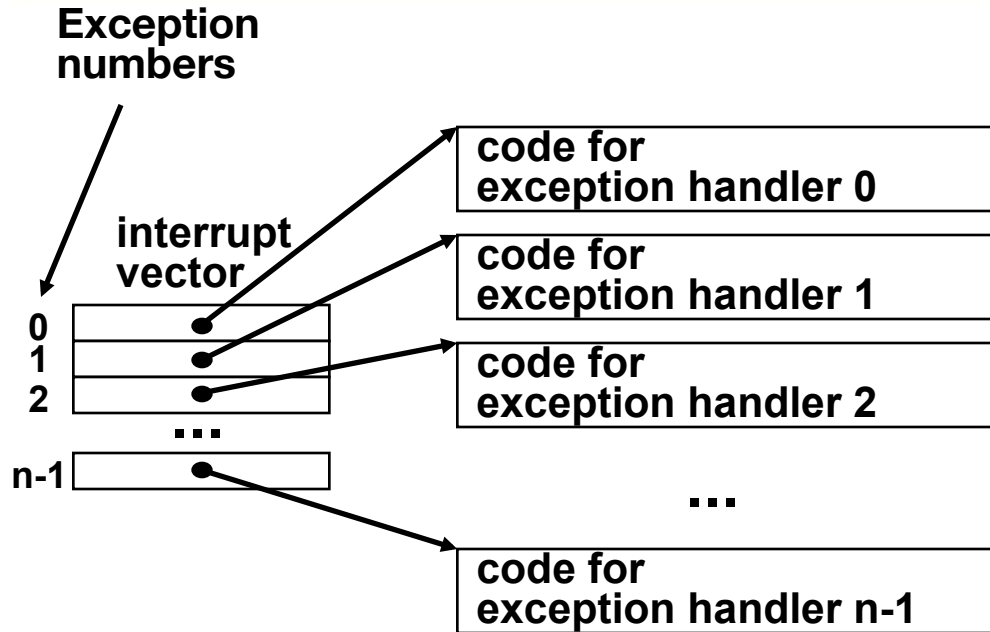 Exception
numbers
code for
exception handler 0
interrupt
vector
code for
exception handler 1
0
1
2
code for
exception handler 2
...
n-1
...
code for
exception handler n-1